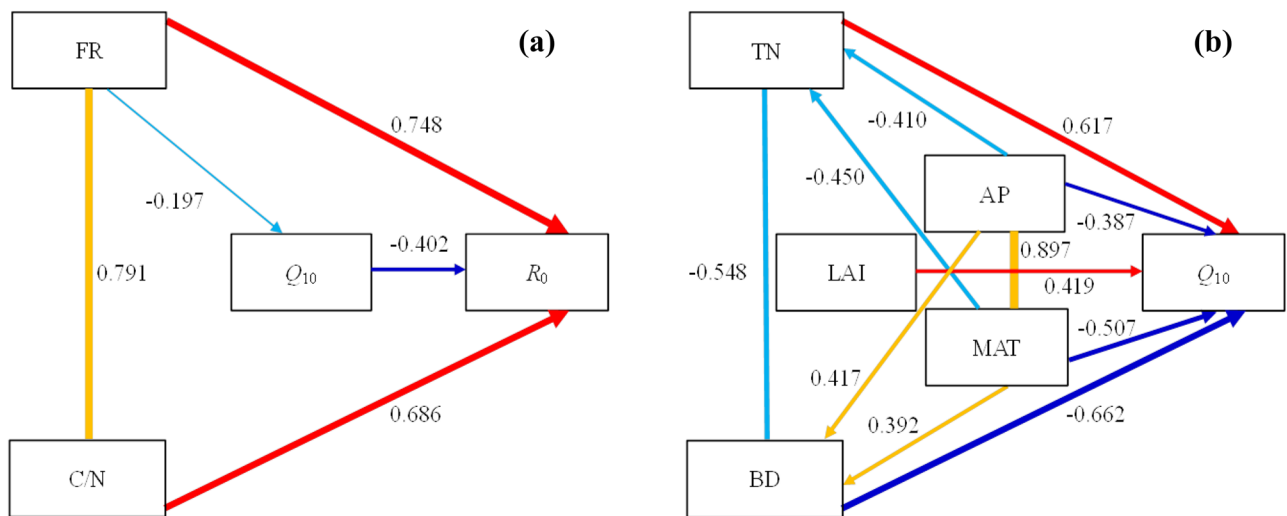 (a)
FR
0.748
-0.197
0.791
Q10
-0.402
R0
0.686
C/N
(b)
TN
0.617
-0.410
-0.450
AP
-0.387
-0.548
LAI
0.897
0.419
Q10
MAT
-0.507
0.417
0.392
-0.662
BD